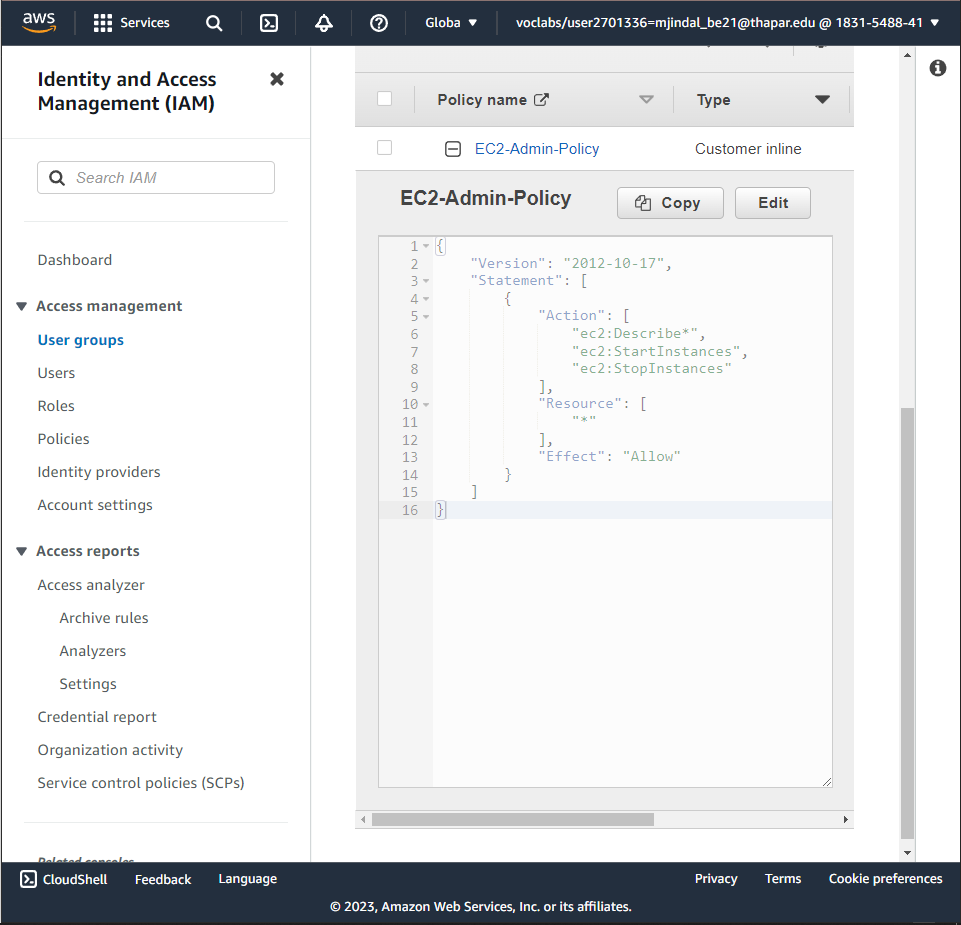 aws Services Globa voclabs/user2701336=mjindal_be21@thapar.edu @ 1831-5488-41
Identity and Access
Management (IAM)
Search IAM
Dashboard
Access management
User groups
Users
Roles
Policies
Identity providers
Account settings
Access reports
Access analyzer
Archive rules
Analyzers
Settings
Credential report
Organization activity
Service control policies (SCPs)
Related consoles
Policy name Type
EC2-Admin-Policy Customer inline
EC2-Admin-Policy Copy Edit
1 {
2 "Version": "2012-10-17",
3 "Statement": [
4 {
5 "Action": [
6 "ec2:Describe*",
7 "ec2:StartInstances",
8 "ec2:StopInstances"
9 ],
10 "Resource": [
11 "*"
12 ],
13 "Effect": "Allow"
14 }
15 ]
16 }
CloudShell Feedback Language Privacy Terms Cookie preferences
© 2023, Amazon Web Services, Inc. or its affiliates.